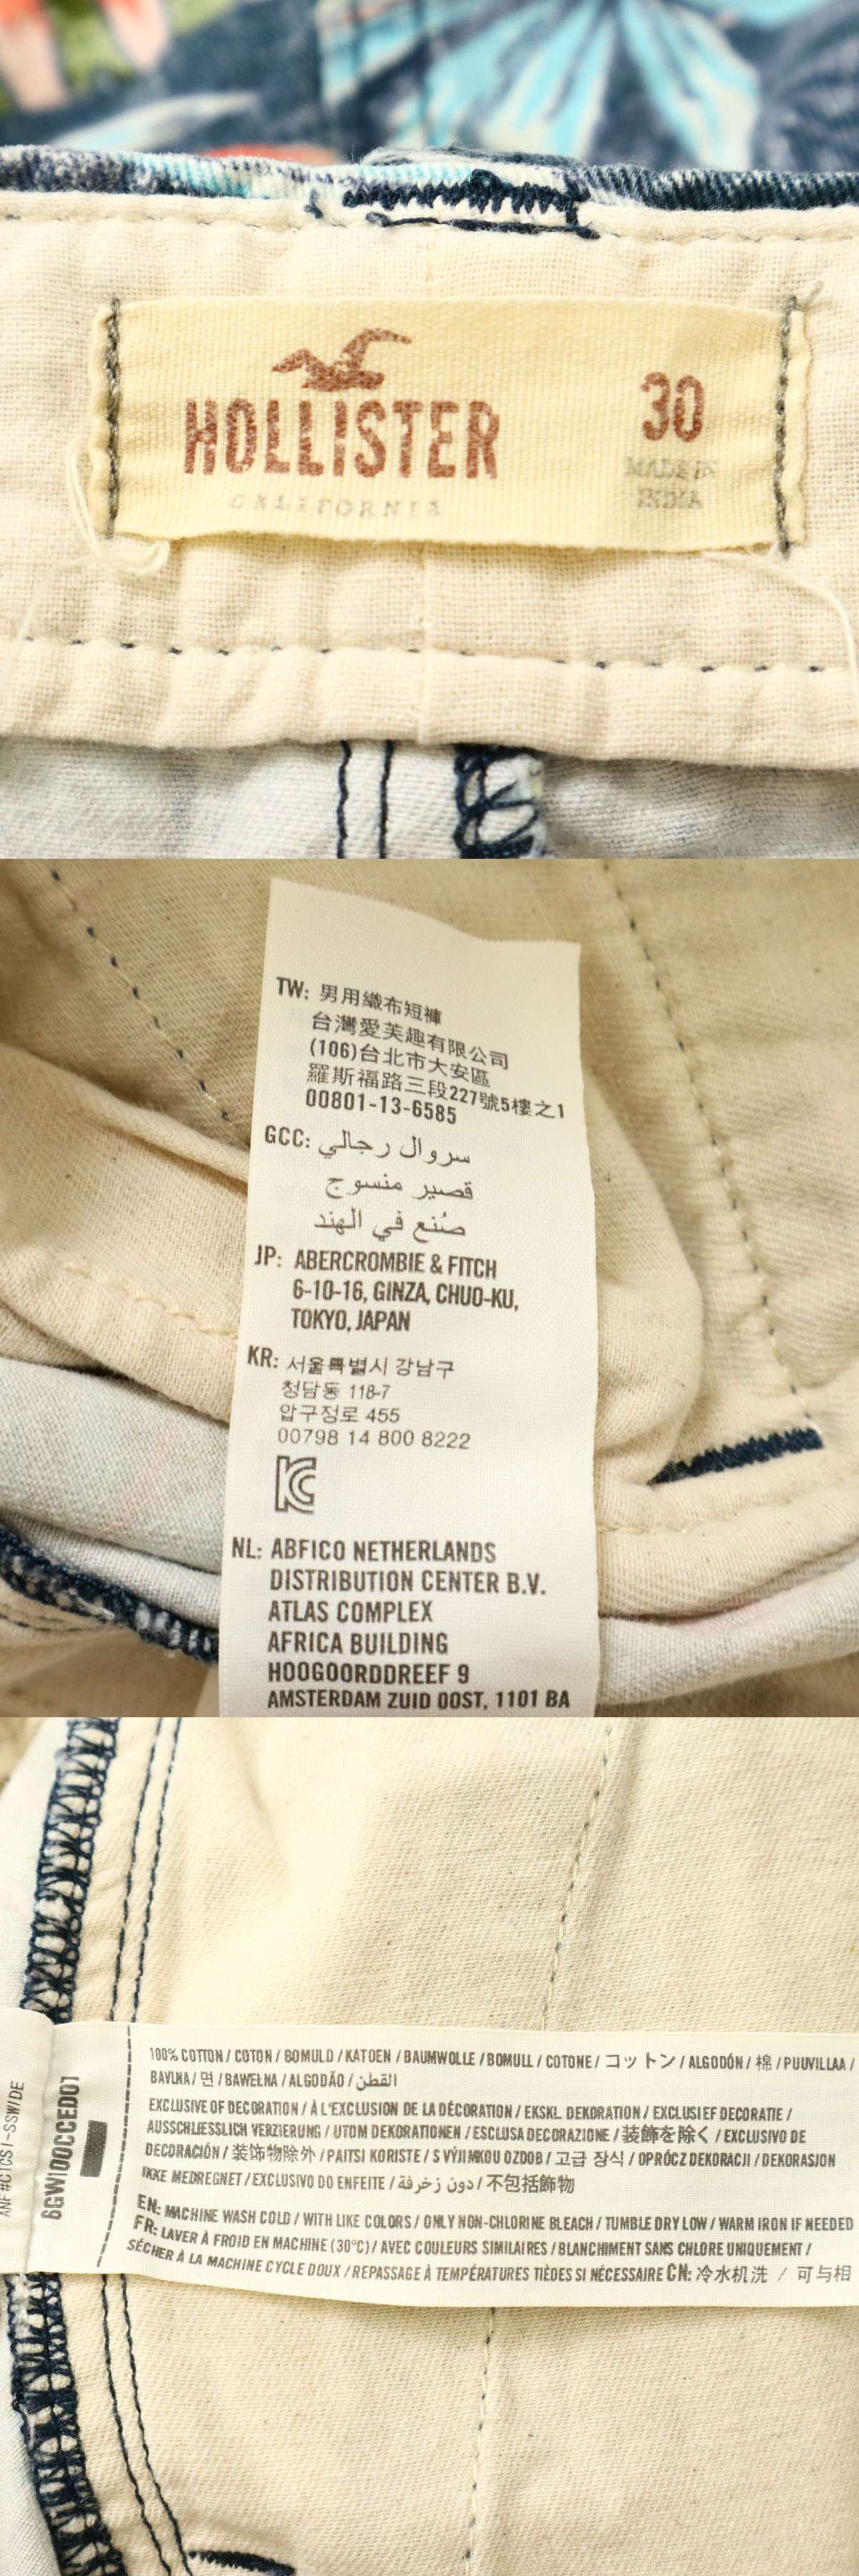 HOLLISTER
CALIFORNIA
30
MADE IN
INDIA
TW: 男用織布短褲
台灣愛芙趣有限公司
(106)台北市大安區
羅斯福路三段227號5樓之1
00801-13-6585
GCC: سروال رجالي
قصير منسوج
صُنع في الهند
JP: ABERCROMBIE & FITCH
6-10-16, GINZA, CHUO-KU,
TOKYO, JAPAN
KR: 서울특별시 강남구
청담동 118-7
압구정로 455
00798 14 800 8222
KC
NL: ABFICO NETHERLANDS
DISTRIBUTION CENTER B.V.
ATLAS COMPLEX
AFRICA BUILDING
HOOGOORDDREEF 9
AMSTERDAM ZUID OOST, 1101 BA
6GWI00CCED01
100% COTTON / COTON / BOMULD / KATOEN / BAUMWOLLE / BOMULL / COTONE / コットン / ALGODÓN / 棉 / PUUVILLAA /
BAVLNA / 면 / BAWEŁNA / ALGODÃO / القطن
EXCLUSIVE OF DECORATION / À L'EXCLUSION DE LA DÉCORATION / EKSKL. DEKORATION / EXCLUSIEF DECORATIE /
AUSSCHLIESSLICH VERZIERUNG / UTOM DEKORATIONEN / ESCLUSA DECORAZIONE / 装飾を除く / EXCLUSIVO DE
DECORACIÓN / 装饰物除外 / PAITSI KORISTE / S VÝJIMKOU OZDOB / 고급 장식 / OPRÓCZ DEKORACJI / DEKORASJON
IKKE MEDREGNET / EXCLUSIVO DO ENFEITE / دون زخرفة / 不包括飾物
EN: MACHINE WASH COLD / WITH LIKE COLORS / ONLY NON-CHLORINE BLEACH / TUMBLE DRY LOW / WARM IRON IF NEEDED
FR: LAVER À FROID EN MACHINE (30°C) / AVEC COULEURS SIMILAIRES / BLANCHIMENT SANS CHLORE UNIQUEMENT /
SÉCHER À LA MACHINE CYCLE DOUX / REPASSAGE À TEMPÉRATURES TIÈDES SI NÉCESSAIRE CN: 冷水机洗 / 可与相